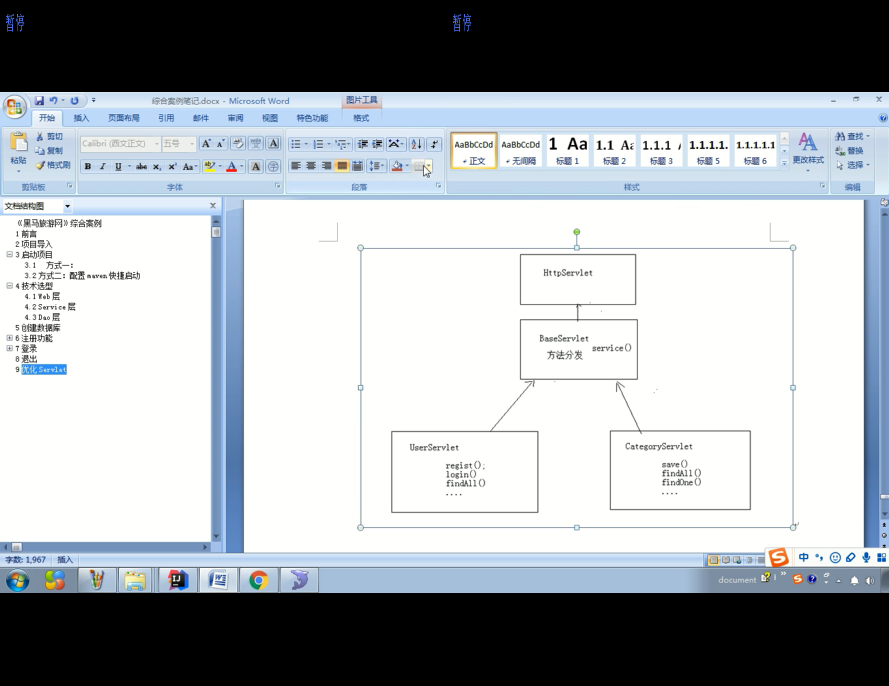 暂停
暂停
综合案例笔记.docx - Microsoft Word
图片工具
开始 插入 页面布局 引用 邮件 审阅 视图 特色功能 格式
粘贴
剪切
复制
格式刷
Calibri (西文正文)
五号
AaBbCcDd
正文
AaBbCcDd
无间隔
1 Aa
标题 1
1.1 Aa
标题 2
1.1.1
标题 3
1.1.1.1.
标题 5
1.1.1.1.1
标题 6
更改样式
查找
替换
选择
剪贴板 字体 段落 样式 编辑
文档结构图
《黑马旅游网》综合案例
1 前言
2 项目导入
3 启动项目
3.1 方式一：
3.2 方式二：配置 maven 快捷启动
4 技术选型
4.1 Web 层
4.2 Service 层
4.3 Dao 层
5 创建数据库
6 注册功能
7 登录
8 退出
9 优化 Servlet
HttpServlet
BaseServlet
方法分发
service()
UserServlet
regist();
login()
findAll()
....
CategoryServlet
save()
findAll()
findOne()
....
字数: 1,967 插入
中
document